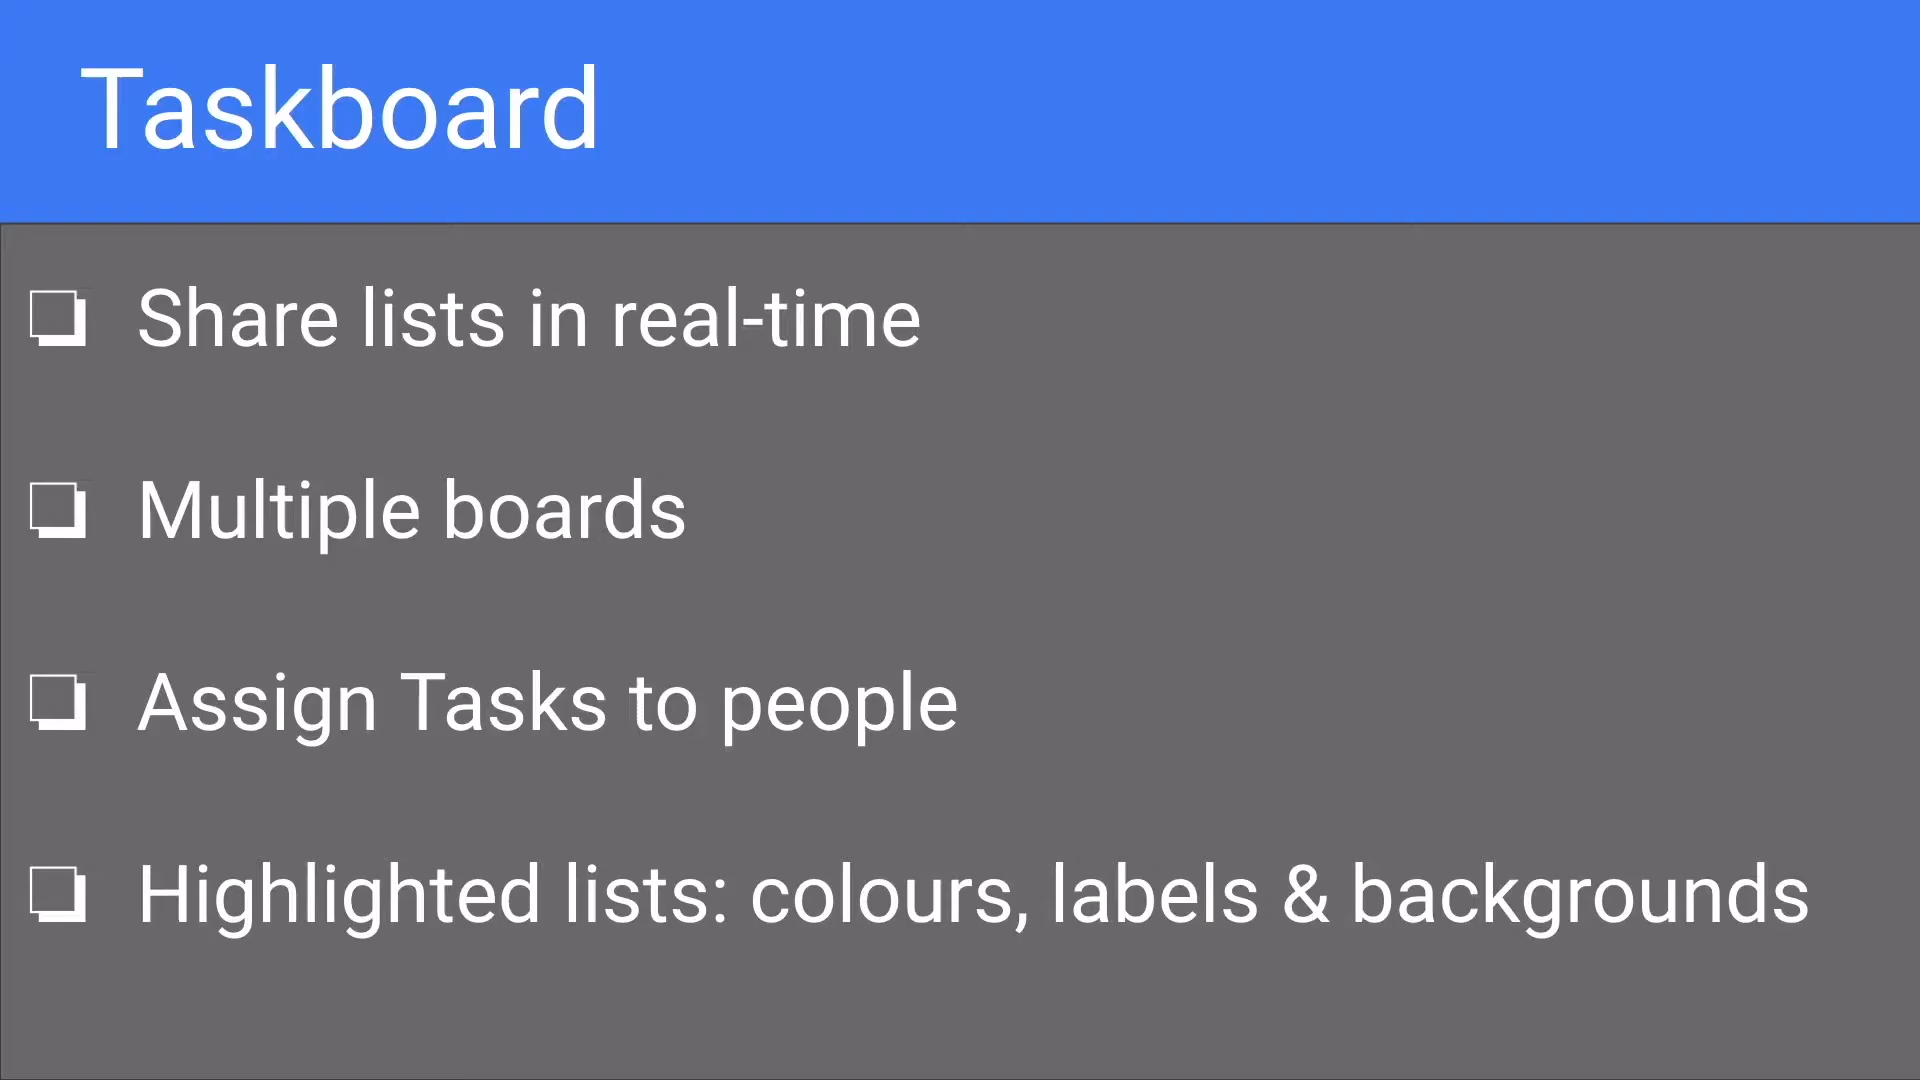 Taskboard
❏ Share lists in real-time
❏ Multiple boards
❏ Assign Tasks to people
❏ Highlighted lists: colours, labels & backgrounds